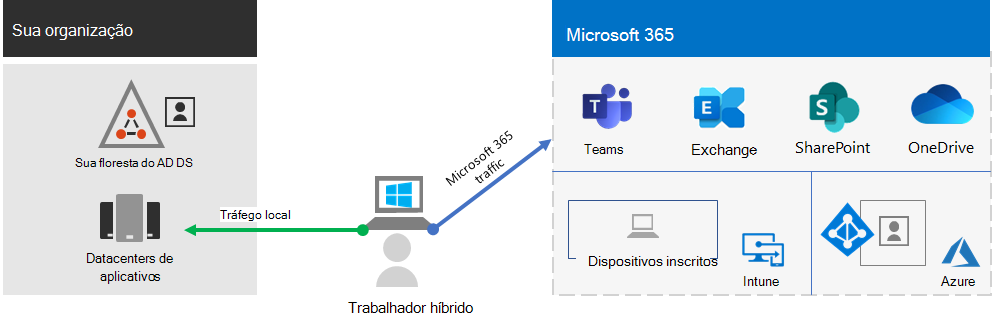 Sua organização
Sua floresta do AD DS
Datacenters de
aplicativos
Tráfego local
Trabalhador híbrido
Microsoft 365
traffic
Microsoft 365
Teams
Exchange
SharePoint
OneDrive
Dispositivos inscritos
Intune
Azure